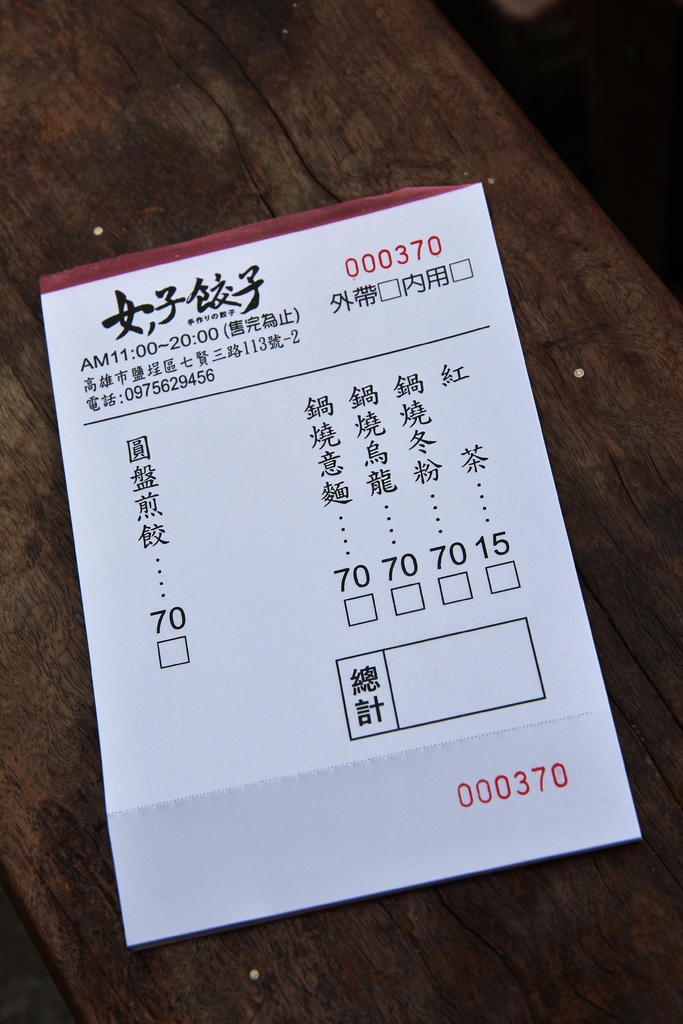 000370
外帶□內用□
女子餃子
手作りの餃子
AM11:00~20:00 (售完為止)
高雄市鹽埕區七賢三路113號-2
電話:0975629456
紅 茶‥‥15□
鍋燒冬粉‥‥70□
鍋燒烏龍‥‥70□
鍋燒意麵‥‥70□
圓盤煎餃‥‥70□
總計
000370